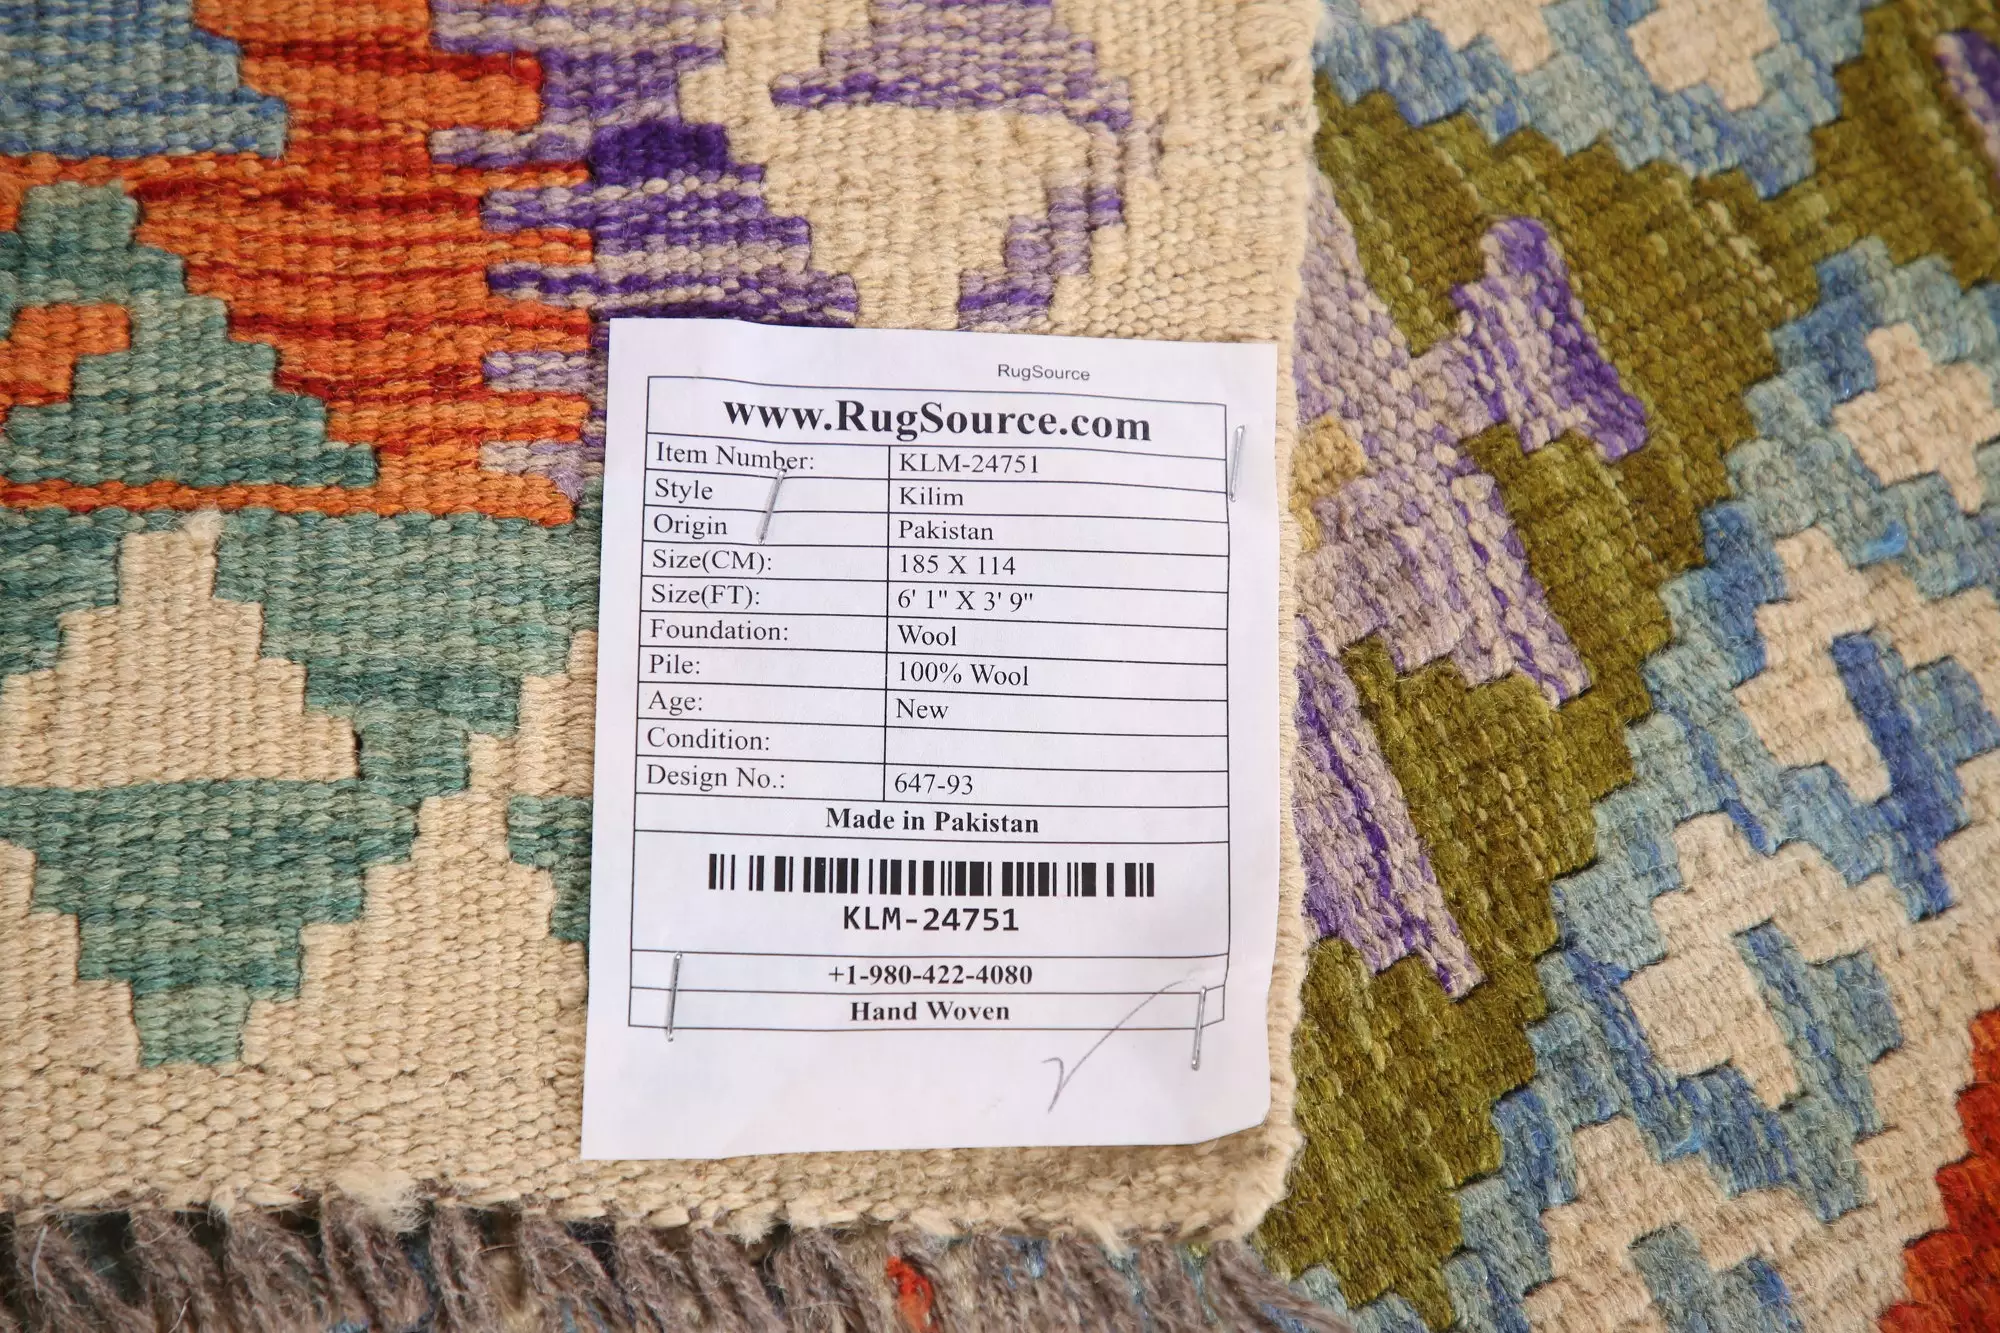 RugSource
www.RugSource.com
Item Number: KLM-24751
Style Kilim
Origin Pakistan
Size(CM): 185 X 114
Size(FT): 6' 1" X 3' 9"
Foundation: Wool
Pile: 100% Wool
Age: New
Condition:
Design No.: 647-93
Made in Pakistan
KLM-24751
+1-980-422-4080
Hand Woven